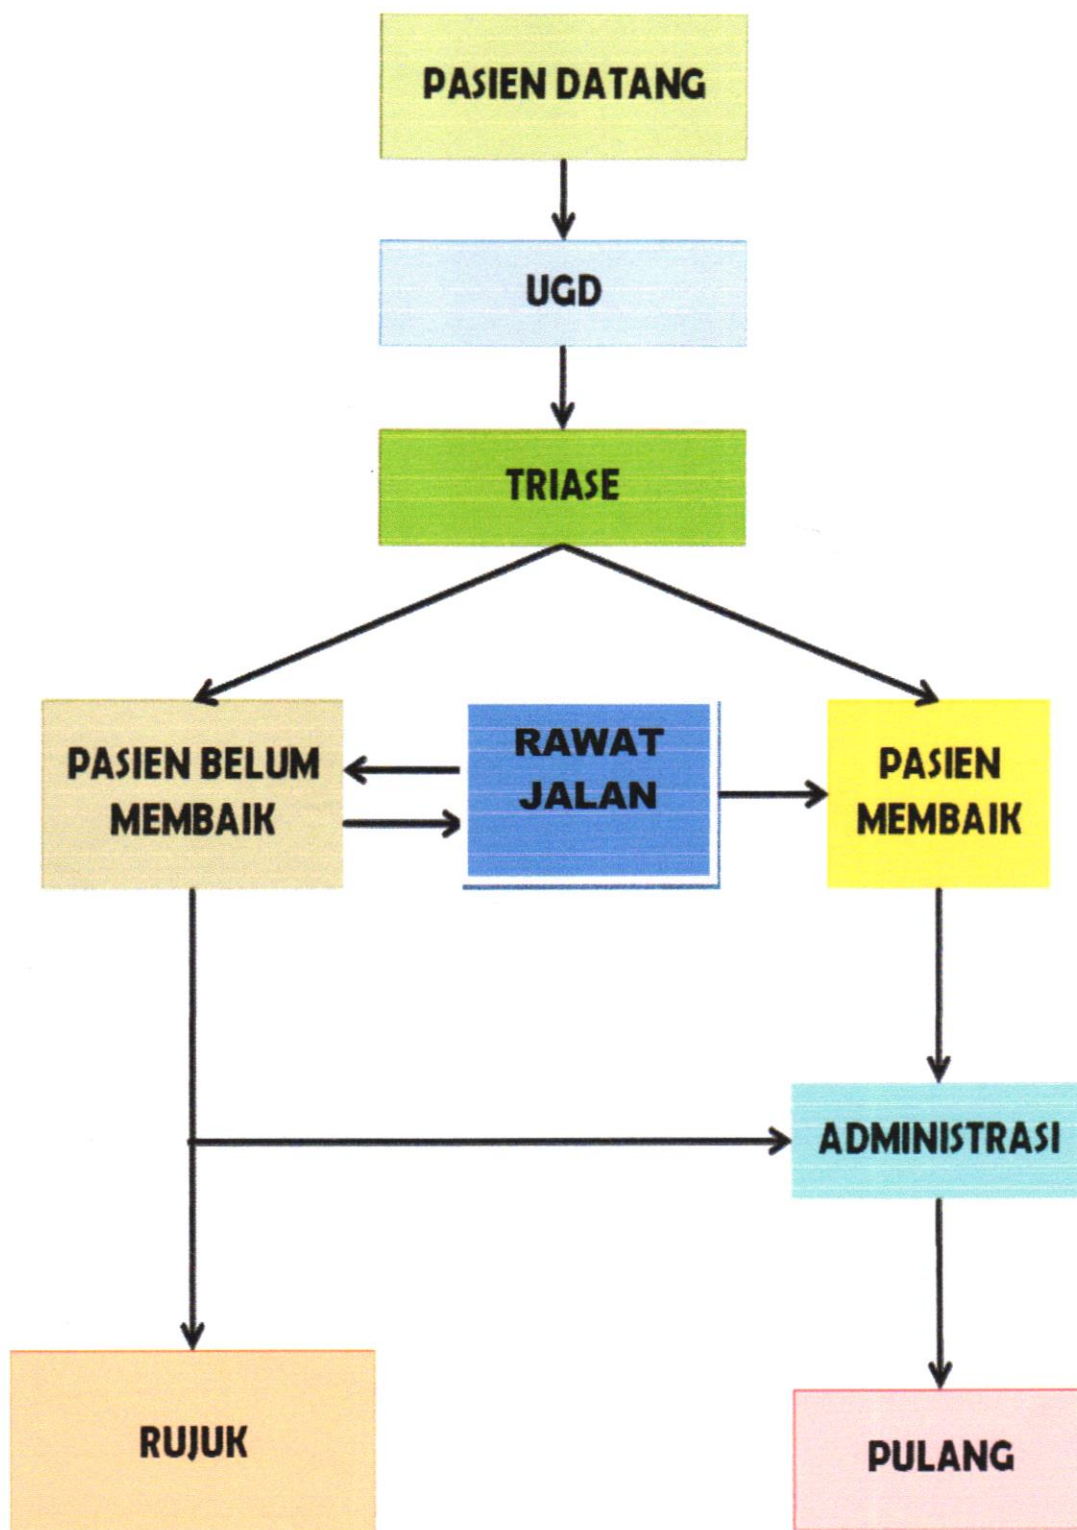 PASIEN DATANG
UGD
TRIASE
PASIEN BELUM
MEMBAIK
RAWAT
JALAN
PASIEN
MEMBAIK
ADMINISTRASI
RUJUK
PULANG